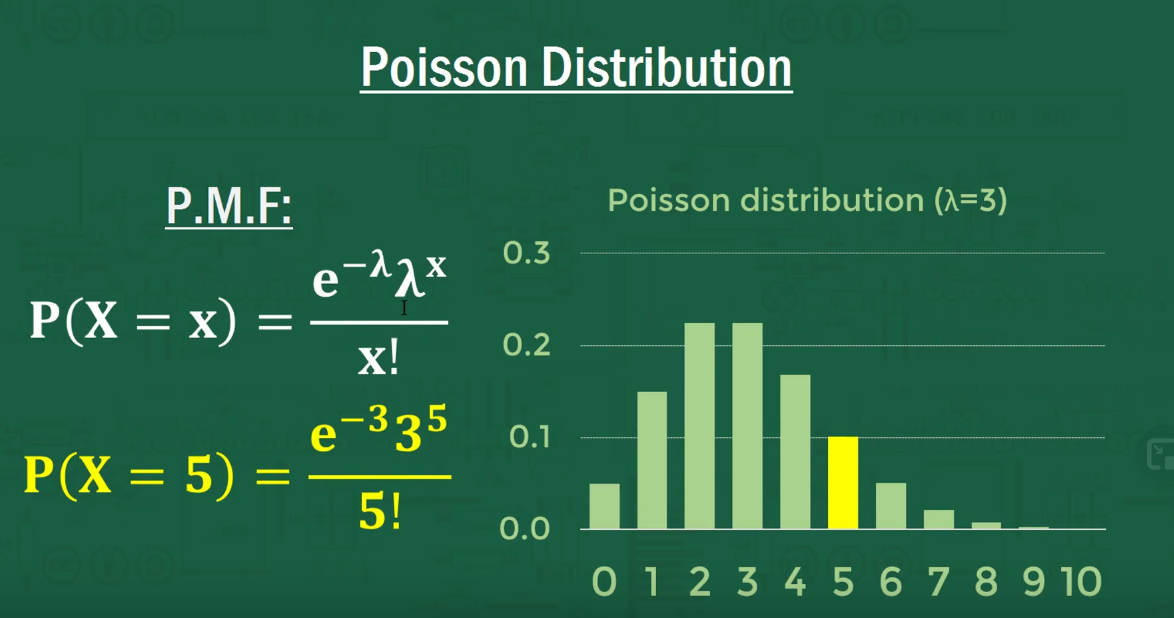 Poisson Distribution
P.M.F:
P(X = x) = e^−λ λ^x / x!
P(X = 5) = e^−3 3^5 / 5!
Poisson distribution (λ=3)
0.3
0.2
0.1
0.0
0 1 2 3 4 5 6 7 8 9 10